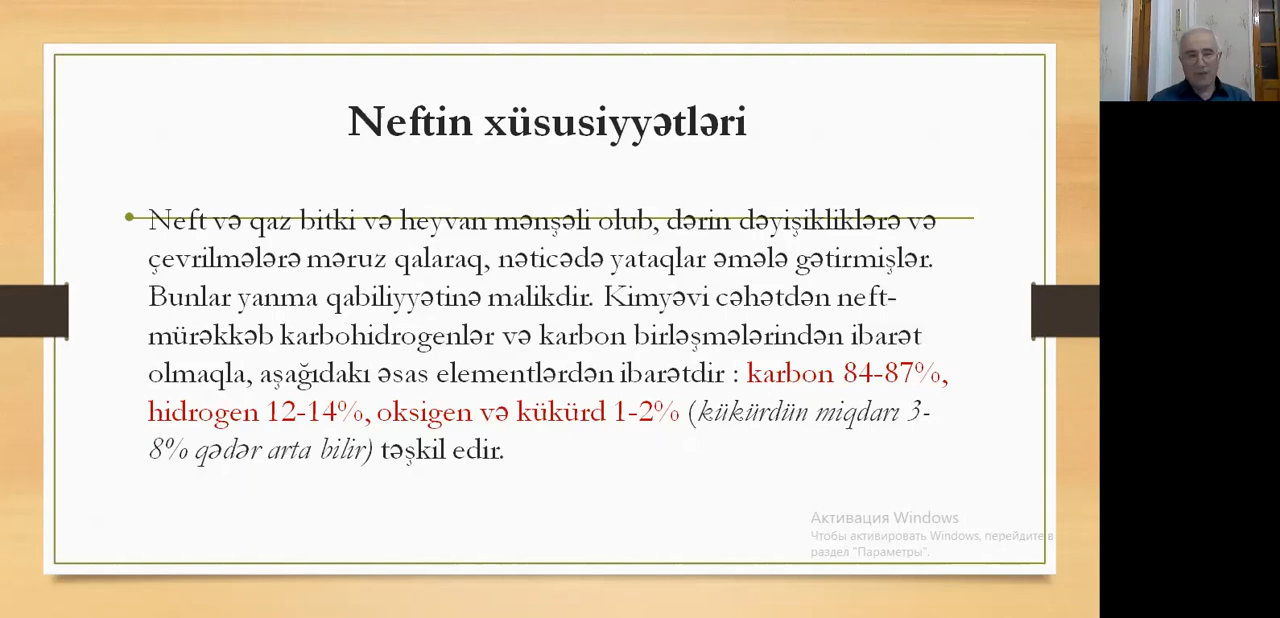 Neftin xüsusiyyətləri
Neft və qaz bitki və heyvan mənşəli olub, dərin dəyişikliklərə və
çevrilmələrə məruz qalaraq, nəticədə yataqlar əmələ gətirmişlər.
Bunlar yanma qabiliyyətinə malikdir. Kimyəvi cəhətdən neft-
mürəkkəb karbohidrogenlər və karbon birləşmələrindən ibarət
olmaqla, aşağıdakı əsas elementlərdən ibarətdir : karbon 84-87%,
hidrogen 12-14%, oksigen və kükürd 1-2% (kükürdün miqdarı 3-
8% qədər arta bilir) təşkil edir.
Активация Windows
Чтобы активировать Windows, перейдите в
раздел "Параметры".